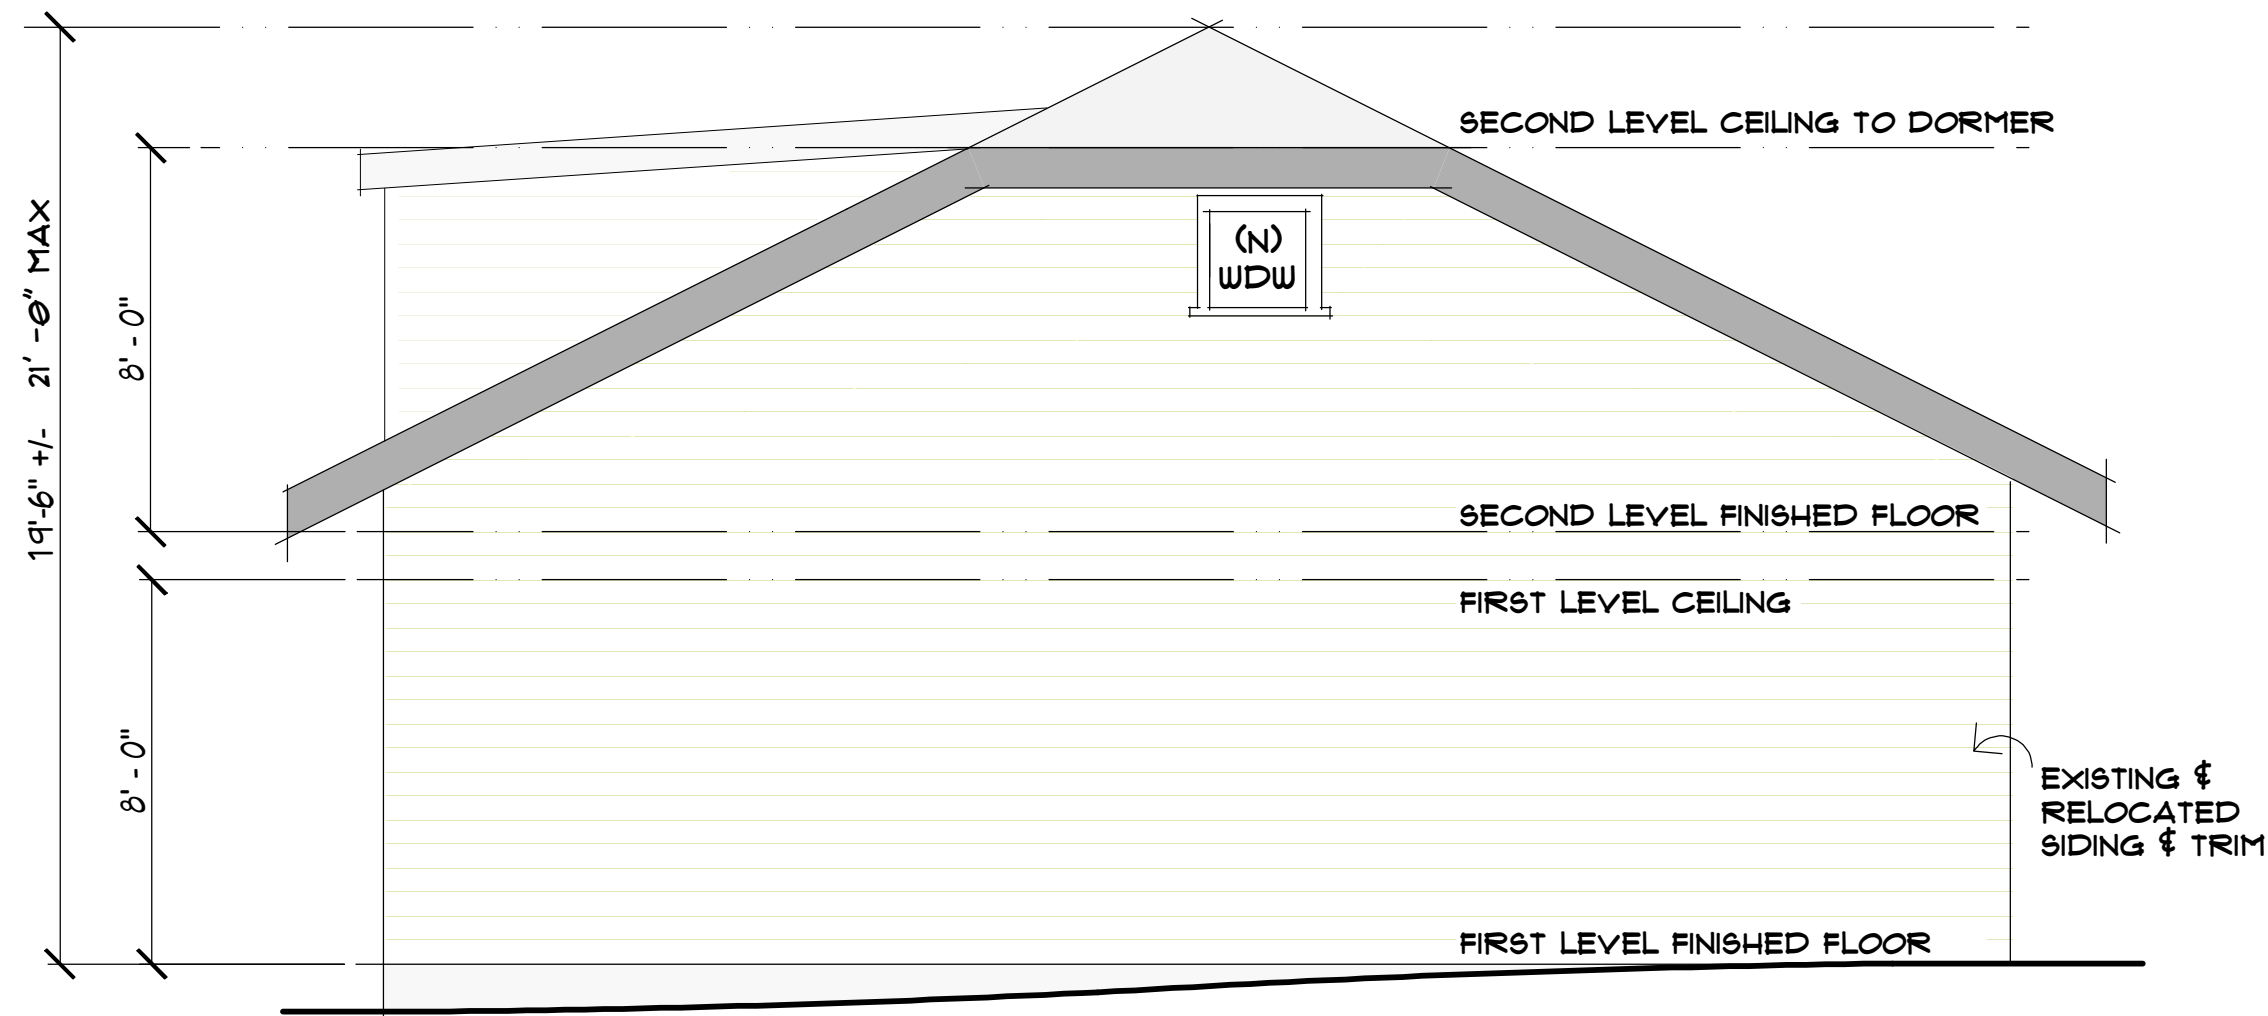 SECOND LEVEL CEILING TO DORMER
19'-6" +/- 21' -0" MAX
8' - 0"
(N)
WDW
SECOND LEVEL FINISHED FLOOR
FIRST LEVEL CEILING
8' - 0"
EXISTING &
RELOCATED
SIDING & TRIM
FIRST LEVEL FINISHED FLOOR